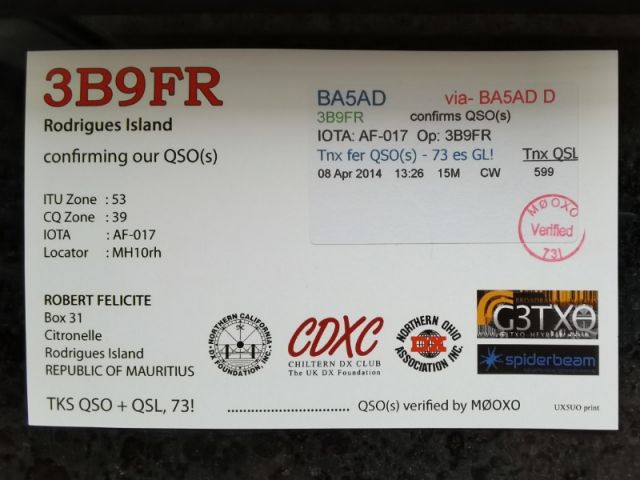 3B9FR
Rodrigues Island
confirming our QSO(s)
ITU Zone : 53
CQ Zone : 39
IOTA : AF-017
Locator : MH10rh
BA5AD via- BA5AD D
3B9FR confirms QSO(s)
IOTA: AF-017 Op: 3B9FR
Tnx fer QSO(s) - 73 es GL! Tnx QSL
08 Apr 2014 13:26 15M CW 599
MØOXO
Verified
73!
ROBERT FELICITE
Box 31
Citronelle
Rodrigues Island
REPUBLIC OF MAURITIUS
NORTHERN CALIFORNIA
DX
FOUNDATION, INC.
CDXC
CHILTERN DX CLUB
The UK DX Foundation
NORTHERN OHIO
DX
ASSOCIATION INC.
G3TXQ
spiderbeam
TKS QSO + QSL, 73! ................................ QSO(s) verified by MØOXO
UX5UO print